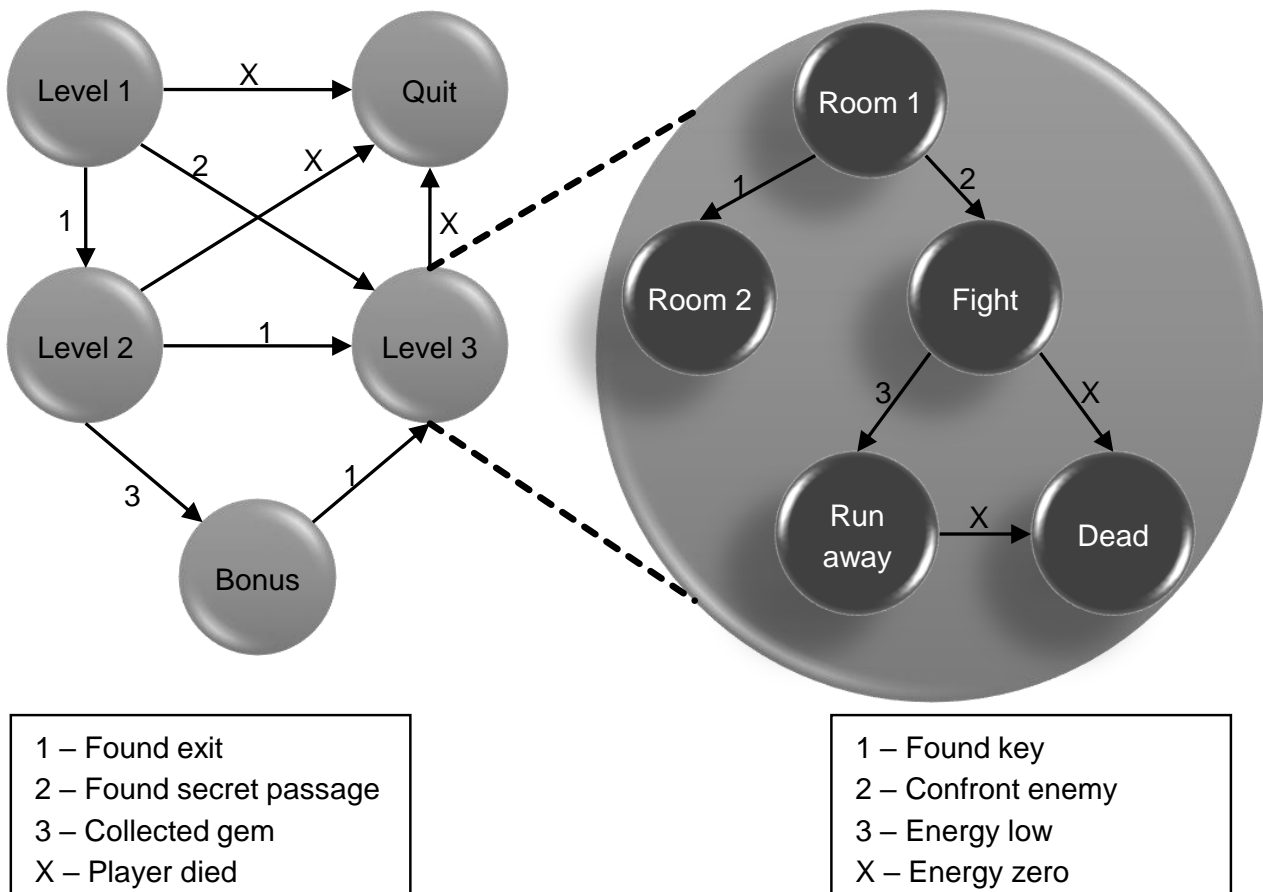 Level 1
X
Quit
2
X
1
X
Level 2
1
Level 3
3
1
Bonus
Room 1
1
2
Room 2
Fight
3
X
Run
away
X
Dead
1 – Found exit
2 – Found secret passage
3 – Collected gem
X – Player died
1 – Found key
2 – Confront enemy
3 – Energy low
X – Energy zero